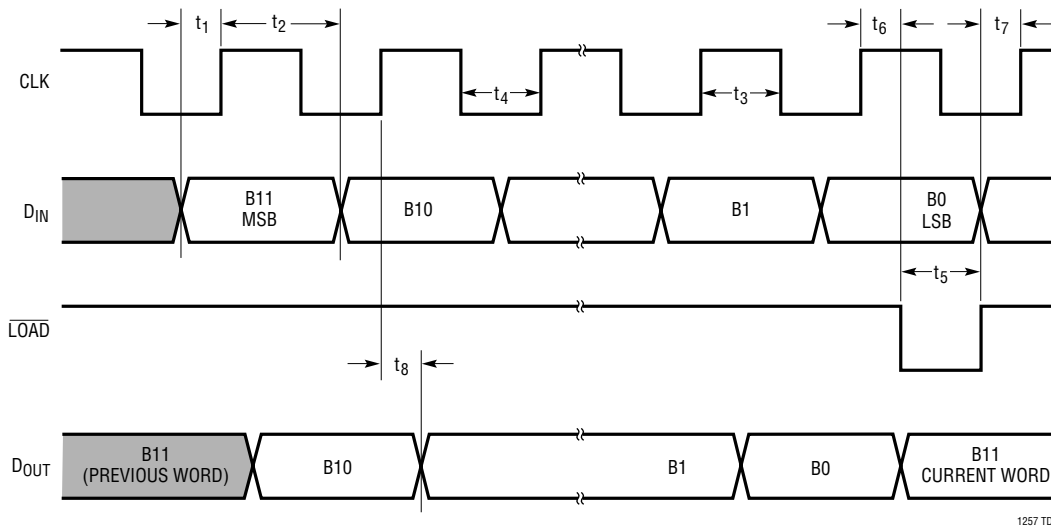 t1 t2 t6 t7
CLK
t4 t3
DIN
B11
MSB
B10
B1
B0
LSB
t5
LOAD
t8
DOUT
B11
(PREVIOUS WORD)
B10
B1
B0
B11
CURRENT WORD
1257 TD